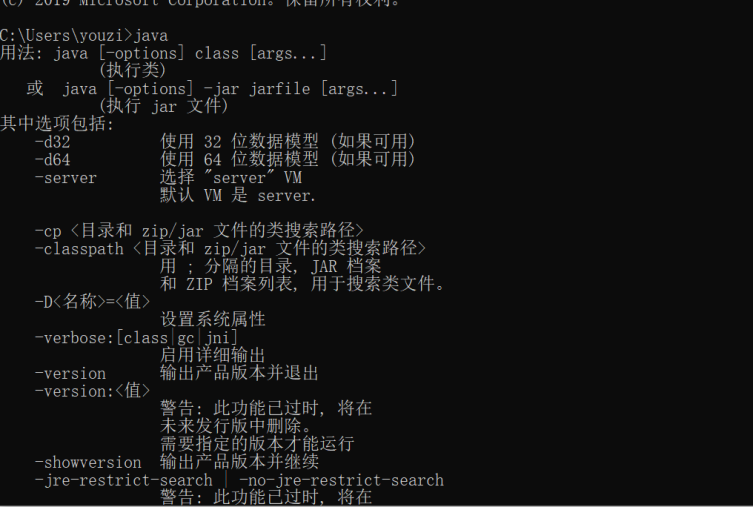 (c) 2019 Microsoft Corporation。保留所有权利。
C:\Users\youzi>java
用法: java [-options] class [args...]
(执行类)
或  java [-options] -jar jarfile [args...]
(执行 jar 文件)
其中选项包括:
-d32 使用 32 位数据模型 (如果可用)
-d64 使用 64 位数据模型 (如果可用)
-server 选择 "server" VM
默认 VM 是 server.
-cp <目录和 zip/jar 文件的类搜索路径>
-classpath <目录和 zip/jar 文件的类搜索路径>
用 ; 分隔的目录, JAR 档案
和 ZIP 档案列表, 用于搜索类文件。
-D<名称>=<值>
设置系统属性
-verbose:[class|gc|jni]
启用详细输出
-version 输出产品版本并退出
-version:<值>
警告: 此功能已过时, 将在
未来发行版中删除。
需要指定的版本才能运行
-showversion 输出产品版本并继续
-jre-restrict-search | -no-jre-restrict-search
警告: 此功能已过时, 将在